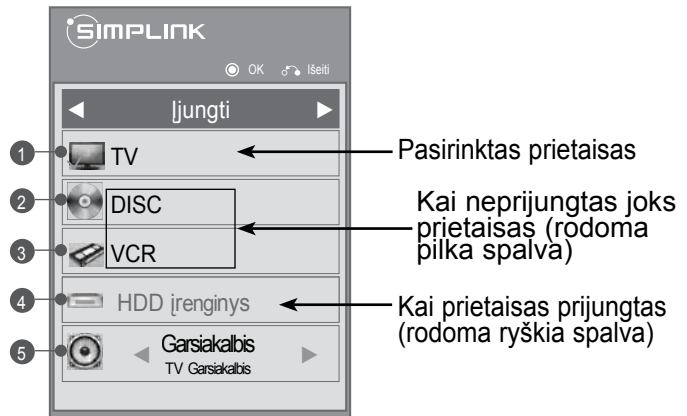 SIMPLINK
OK Išeiti
Įjungti
1 TV
Pasirinktas prietaisas
2 DISC
3 VCR
Kai neprijungtas joks
prietaisas (rodoma
pilka spalva)
4 HDD įrenginys
Kai prietaisas prijungtas
(rodoma ryškia spalva)
5 Garsiakalbis
TV Garsiakalbis